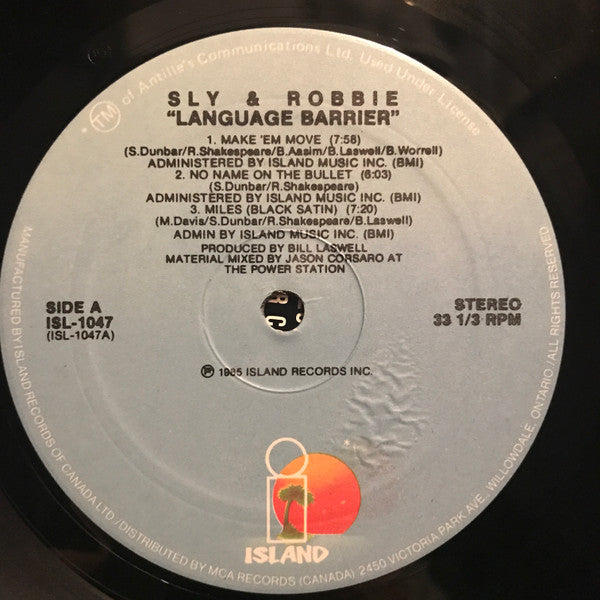 TM of Antilles Communications Ltd. Used Under License
SLY & ROBBIE
"LANGUAGE BARRIER"
1. MAKE 'EM MOVE (7:58)
(S.Dunbar/R.Shakespeare/B.Aasim/B.Laswell/B.Worrell)
ADMINISTERED BY ISLAND MUSIC INC. (BMI)
2. NO NAME ON THE BULLET (6:03)
(S.Dunbar/R.Shakespeare)
ADMINISTERED BY ISLAND MUSIC INC. (BMI)
3. MILES (BLACK SATIN) (7:20)
(M.Davis/S.Dunbar/R.Shakespeare/B.Laswell)
ADMIN BY ISLAND MUSIC INC. (BMI)
PRODUCED BY BILL LASWELL
MATERIAL MIXED BY JASON CORSARO AT
THE POWER STATION
SIDE A
ISL-1047
(ISL-1047A)
STEREO
33 1/3 RPM
℗ 1985 ISLAND RECORDS INC.
i
ISLAND
MANUFACTURED BY ISLAND RECORDS OF CANADA LTD / DISTRIBUTED BY MCA RECORDS (CANADA) 2450 VICTORIA PARK AVE. WILLOWDALE, ONTARIO / ALL RIGHTS RESERVED